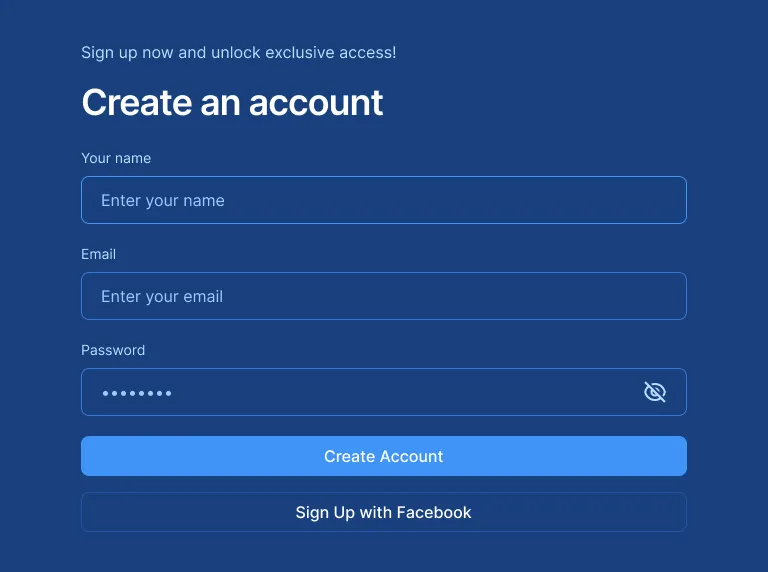 Sign up now and unlock exclusive access!
Create an account
Your name
Enter your name
Email
Enter your email
Password
••••••••
Create Account
Sign Up with Facebook